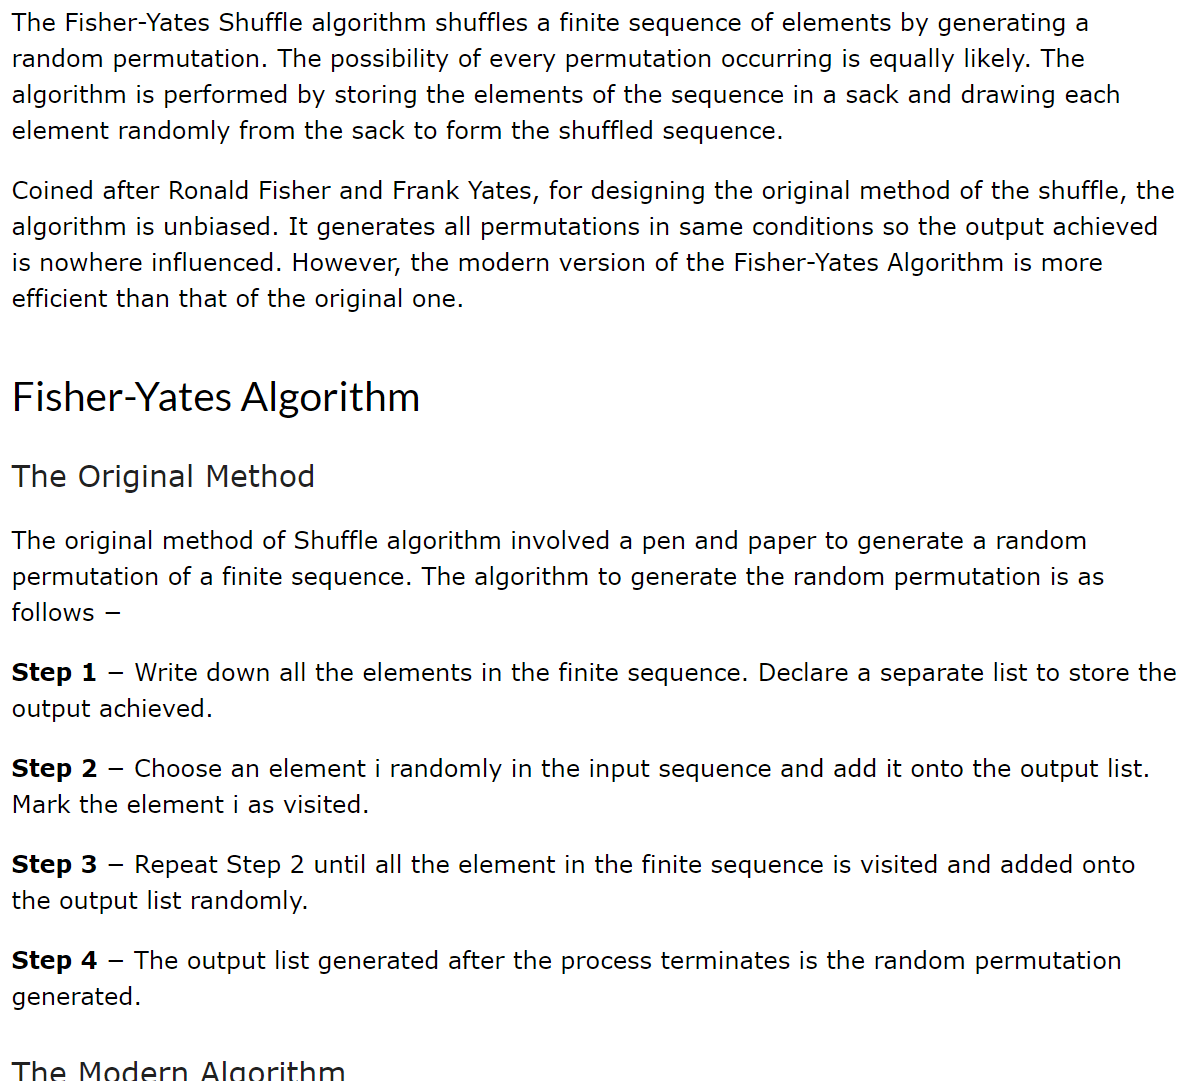 The Fisher-Yates Shuffle algorithm shuffles a finite sequence of elements by generating a
random permutation. The possibility of every permutation occurring is equally likely. The
algorithm is performed by storing the elements of the sequence in a sack and drawing each
element randomly from the sack to form the shuffled sequence.
Coined after Ronald Fisher and Frank Yates, for designing the original method of the shuffle, the
algorithm is unbiased. It generates all permutations in same conditions so the output achieved
is nowhere influenced. However, the modern version of the Fisher-Yates Algorithm is more
efficient than that of the original one.
Fisher-Yates Algorithm
The Original Method
The original method of Shuffle algorithm involved a pen and paper to generate a random
permutation of a finite sequence. The algorithm to generate the random permutation is as
follows −
Step 1 − Write down all the elements in the finite sequence. Declare a separate list to store the
output achieved.
Step 2 − Choose an element i randomly in the input sequence and add it onto the output list.
Mark the element i as visited.
Step 3 − Repeat Step 2 until all the element in the finite sequence is visited and added onto
the output list randomly.
Step 4 − The output list generated after the process terminates is the random permutation
generated.
The Modern Algorithm